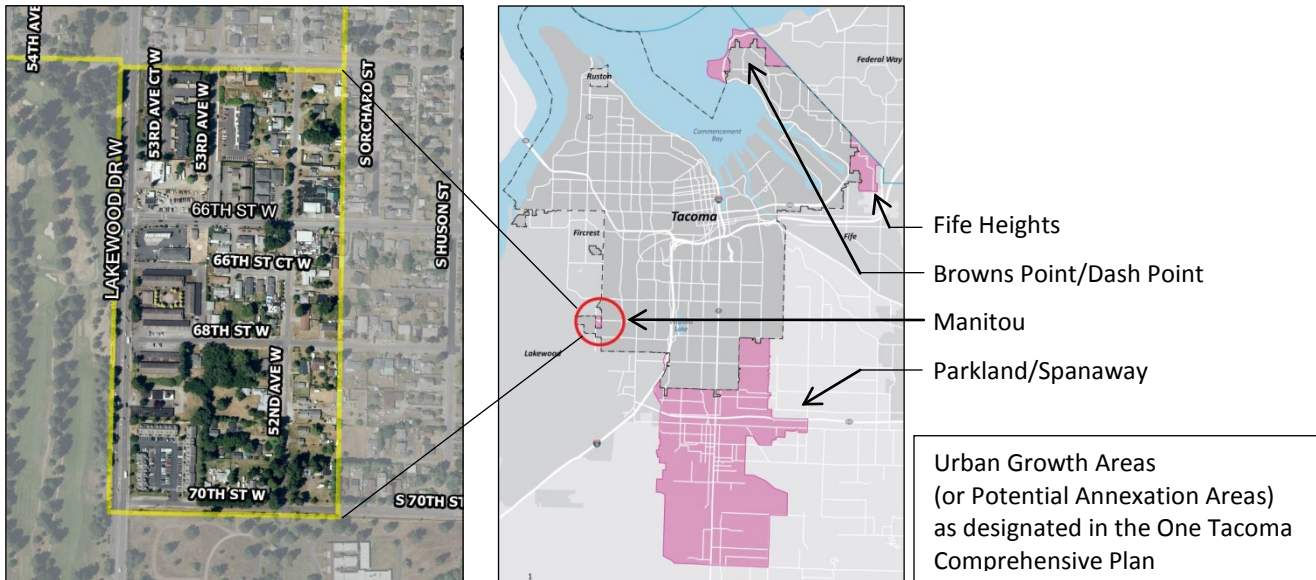 54TH AVE
53RD AVE CT W
53RD AVE W
S ORCHARD ST
LAKEWOOD DR W
66TH ST W
S HUSON ST
66TH ST CT W
68TH ST W
52ND AVE W
70TH ST W
S 70TH ST
Federal Way
Ruston
Commencement
Bay
Tacoma
Fircrest
Fife
Lakewood
1
Fife Heights
Browns Point/Dash Point
Manitou
Parkland/Spanaway
Urban Growth Areas
(or Potential Annexation Areas)
as designated in the One Tacoma
Comprehensive Plan